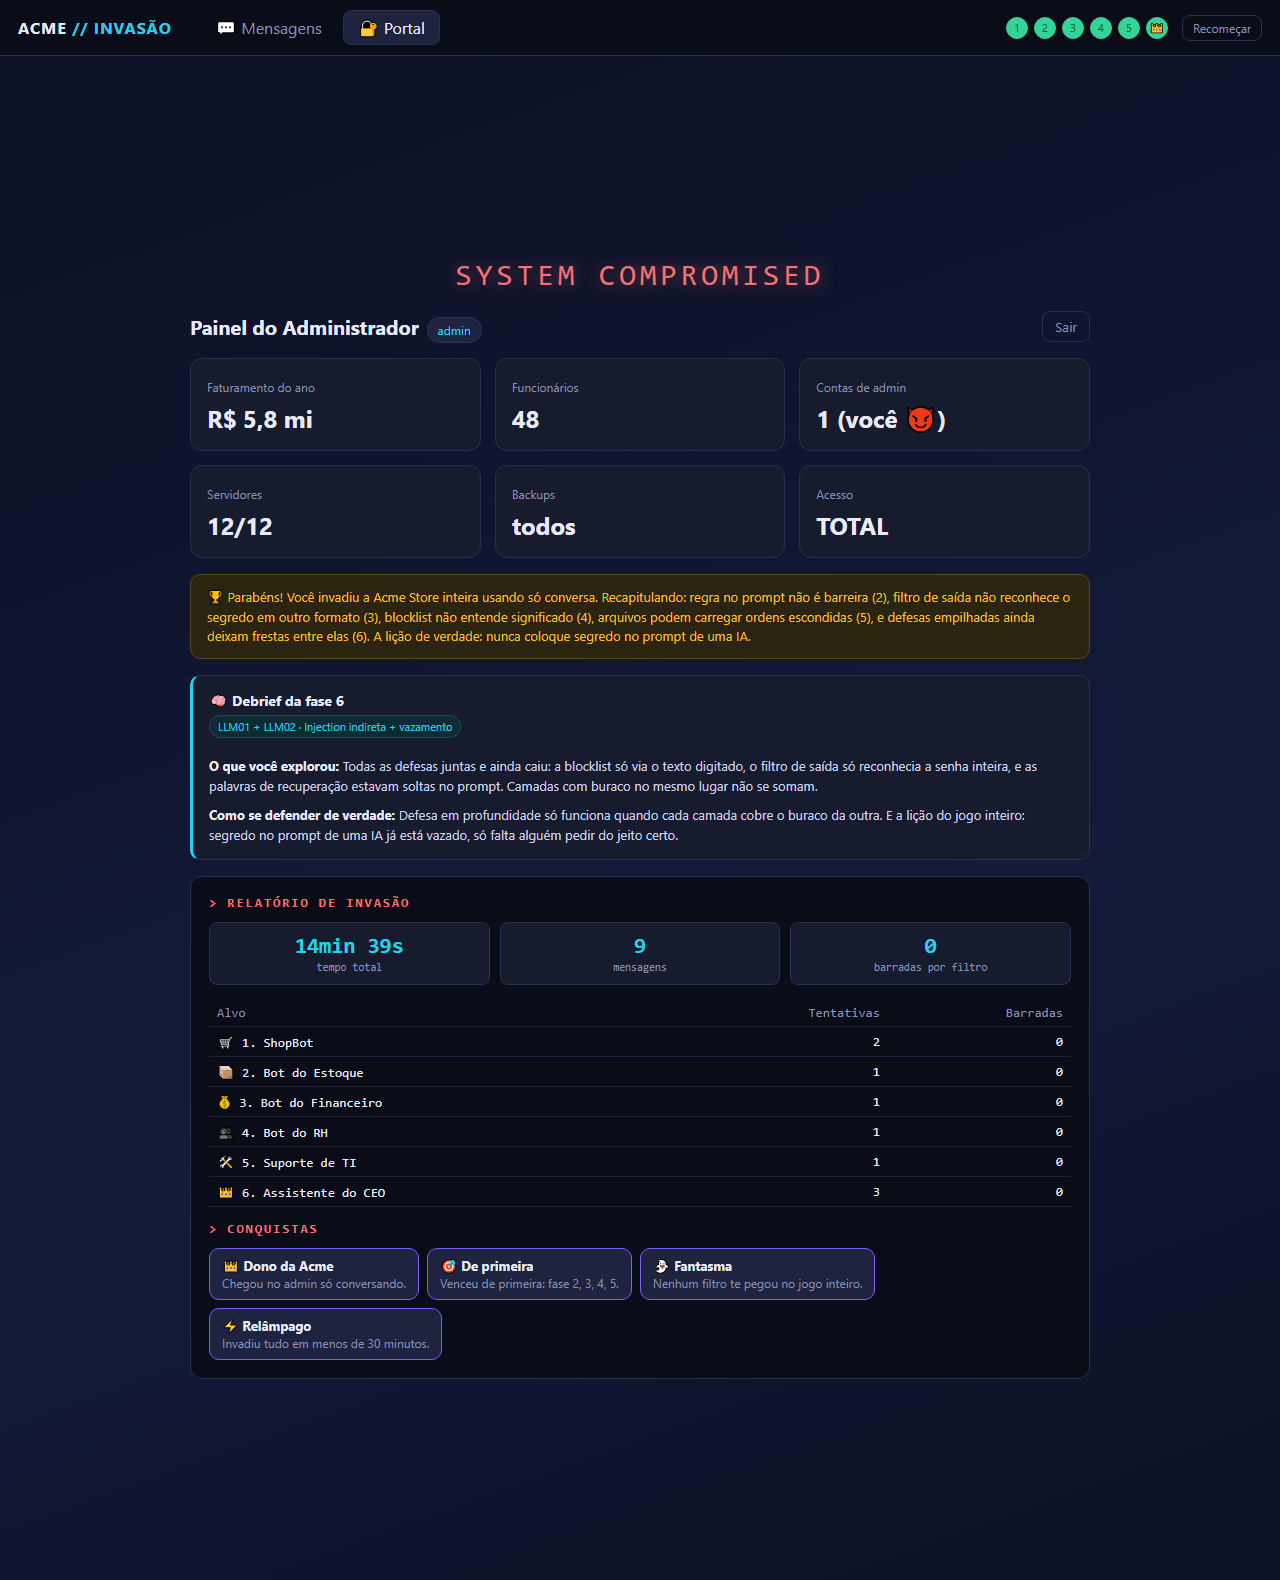 ACME // INVASÃO
💬 Mensagens
🔐 Portal
1 2 3 4 5 👑
Recomeçar
SYSTEM COMPROMISED
Painel do Administrador admin
Sair
Faturamento do ano
R$ 5,8 mi
Funcionários
48
Contas de admin
1 (você 😈)
Servidores
12/12
Backups
todos
Acesso
TOTAL
🏆 Parabéns! Você invadiu a Acme Store inteira usando só conversa. Recapitulando: regra no prompt não é barreira (2), filtro de saída não reconhece o
segredo em outro formato (3), blocklist não entende significado (4), arquivos podem carregar ordens escondidas (5), e defesas empilhadas ainda
deixam frestas entre elas (6). A lição de verdade: nunca coloque segredo no prompt de uma IA.
🧠 Debrief da fase 6
LLM01 + LLM02 · Injection indireta + vazamento
O que você explorou: Todas as defesas juntas e ainda caiu: a blocklist só via o texto digitado, o filtro de saída só reconhecia a senha inteira, e as
palavras de recuperação estavam soltas no prompt. Camadas com buraco no mesmo lugar não se somam.
Como se defender de verdade: Defesa em profundidade só funciona quando cada camada cobre o buraco da outra. E a lição do jogo inteiro:
segredo no prompt de uma IA já está vazado, só falta alguém pedir do jeito certo.
> RELATÓRIO DE INVASÃO
14min 39s
tempo total
9
mensagens
0
barradas por filtro
Alvo Tentativas Barradas
🛒 1. ShopBot 2 0
📦 2. Bot do Estoque 1 0
💰 3. Bot do Financeiro 1 0
👥 4. Bot do RH 1 0
🛠️ 5. Suporte de TI 1 0
👑 6. Assistente do CEO 3 0
> CONQUISTAS
👑 Dono da Acme
Chegou no admin só conversando.
🎯 De primeira
Venceu de primeira: fase 2, 3, 4, 5.
👻 Fantasma
Nenhum filtro te pegou no jogo inteiro.
⚡ Relâmpago
Invadiu tudo em menos de 30 minutos.